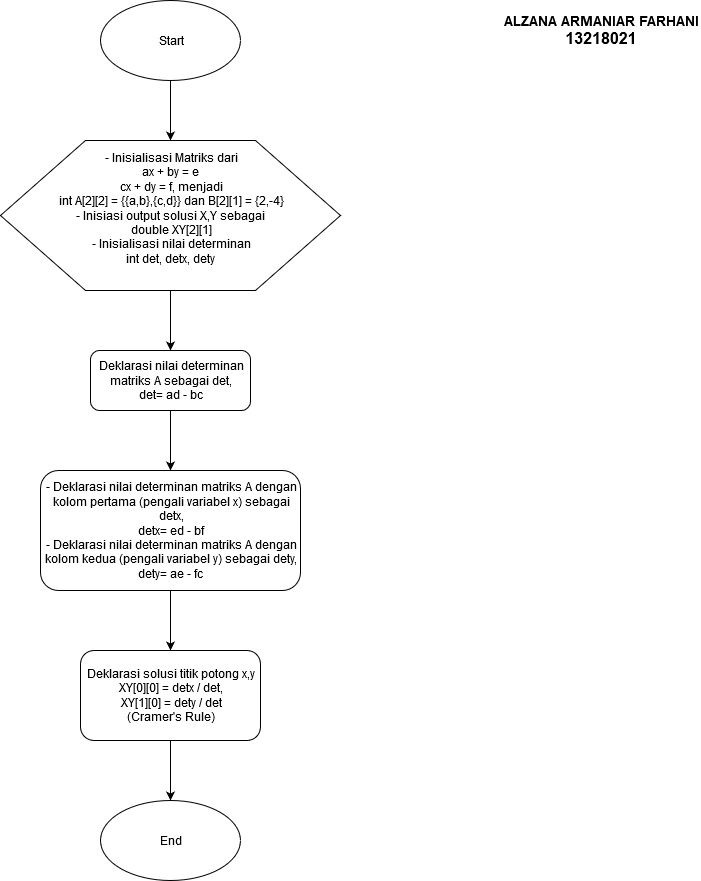 ALZANA ARMANIAR FARHANI
13218021
Start
- Inisialisasi Matriks dari
ax + by = e
cx + dy = f, menjadi
int A[2][2] = {{a,b},{c,d}} dan B[2][1] = {2,-4}
- Inisiasi output solusi X,Y sebagai
double XY[2][1]
- Inisialisasi nilai determinan
int det, detx, dety
Deklarasi nilai determinan
matriks A sebagai det,
det= ad - bc
- Deklarasi nilai determinan matriks A dengan
kolom pertama (pengali variabel x) sebagai
detx,
detx= ed - bf
- Deklarasi nilai determinan matriks A dengan
kolom kedua (pengali variabel y) sebagai dety,
dety= ae - fc
Deklarasi solusi titik potong x,y
XY[0][0] = detx / det,
XY[1][0] = dety / det
(Cramer's Rule)
End